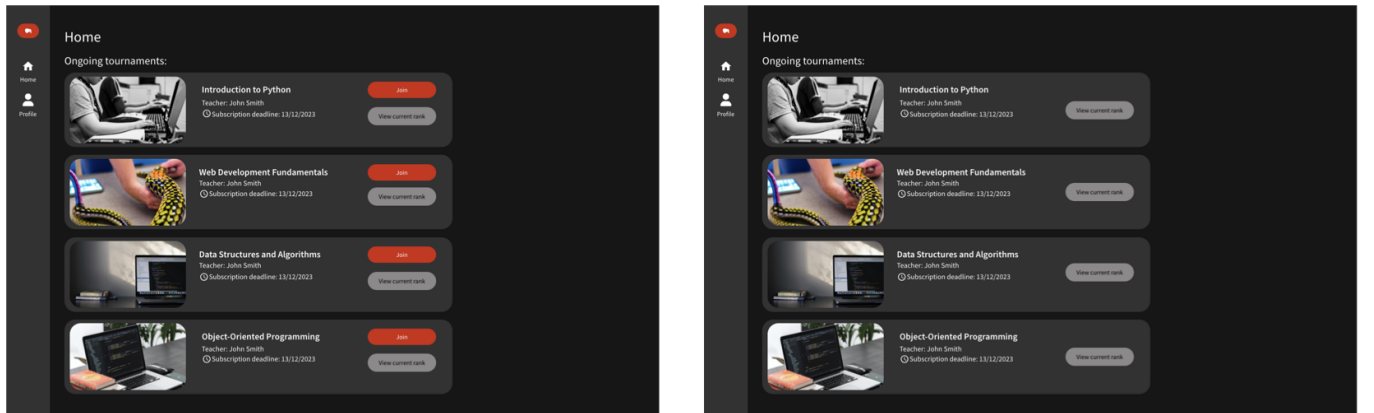 Home
Profile
Home
Ongoing tournaments:
Introduction to Python
Teacher: John Smith
Subscription deadline: 13/12/2023
Join
View current rank
Web Development Fundamentals
Teacher: John Smith
Subscription deadline: 13/12/2023
Join
View current rank
Data Structures and Algorithms
Teacher: John Smith
Subscription deadline: 13/12/2023
Join
View current rank
Object-Oriented Programming
Teacher: John Smith
Subscription deadline: 13/12/2023
Join
View current rank
Home
Profile
Home
Ongoing tournaments:
Introduction to Python
Teacher: John Smith
Subscription deadline: 13/12/2023
View current rank
Web Development Fundamentals
Teacher: John Smith
Subscription deadline: 13/12/2023
View current rank
Data Structures and Algorithms
Teacher: John Smith
Subscription deadline: 13/12/2023
View current rank
Object-Oriented Programming
Teacher: John Smith
Subscription deadline: 13/12/2023
View current rank